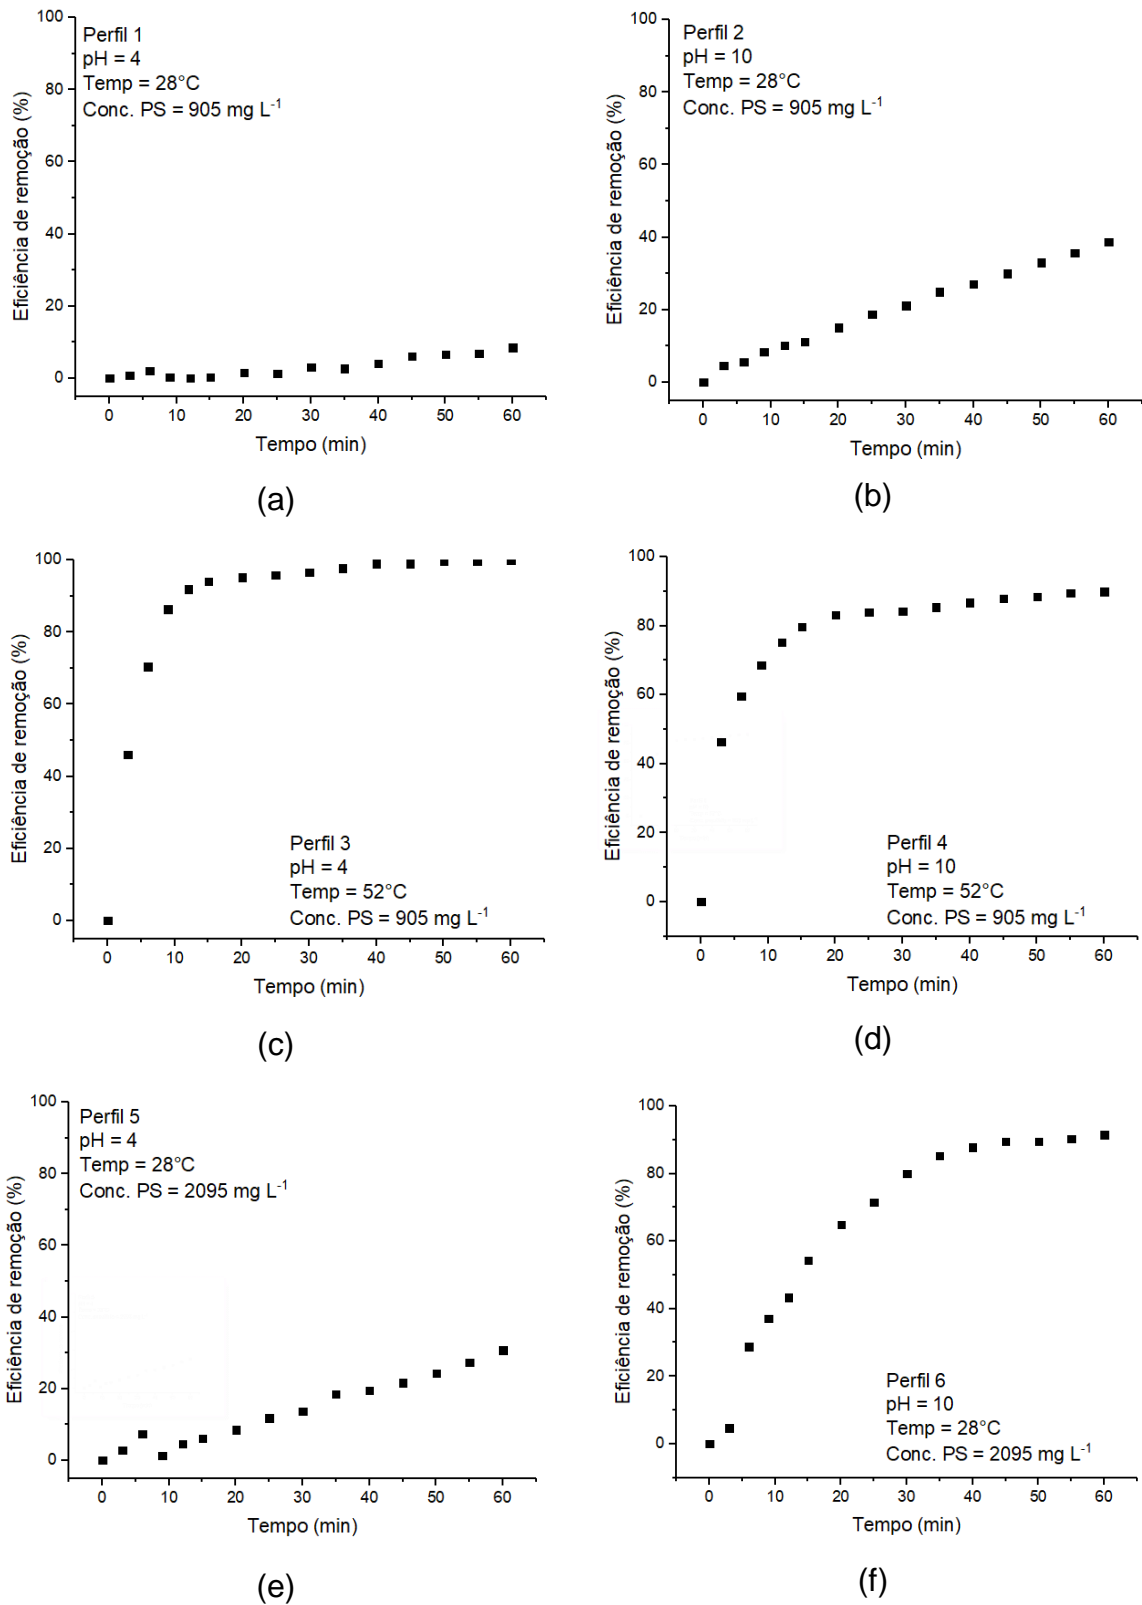 Perfil 1
pH = 4
Temp = 28°C
Conc. PS = 905 mg L-1
Eficiência de remoção (%)
100
80
60
40
20
0
0 10 20 30 40 50 60
Tempo (min)
(a)
Perfil 2
pH = 10
Temp = 28°C
Conc. PS = 905 mg L-1
Eficiência de remoção (%)
100
80
60
40
20
0
0 10 20 30 40 50 60
Tempo (min)
(b)
100
80
60
40
20
0
Eficiência de remoção (%)
Perfil 3
pH = 4
Temp = 52°C
Conc. PS = 905 mg L-1
0 10 20 30 40 50 60
Tempo (min)
(c)
100
80
60
40
20
0
Eficiência de remoção (%)
Perfil 4
pH = 10
Temp = 52°C
Conc. PS = 905 mg L-1
0 10 20 30 40 50 60
Tempo (min)
(d)
Perfil 5
pH = 4
Temp = 28°C
Conc. PS = 2095 mg L-1
Eficiência de remoção (%)
100
80
60
40
20
0
0 10 20 30 40 50 60
Tempo (min)
(e)
100
80
60
40
20
0
Eficiência de remoção (%)
Perfil 6
pH = 10
Temp = 28°C
Conc. PS = 2095 mg L-1
0 10 20 30 40 50 60
Tempo (min)
(f)